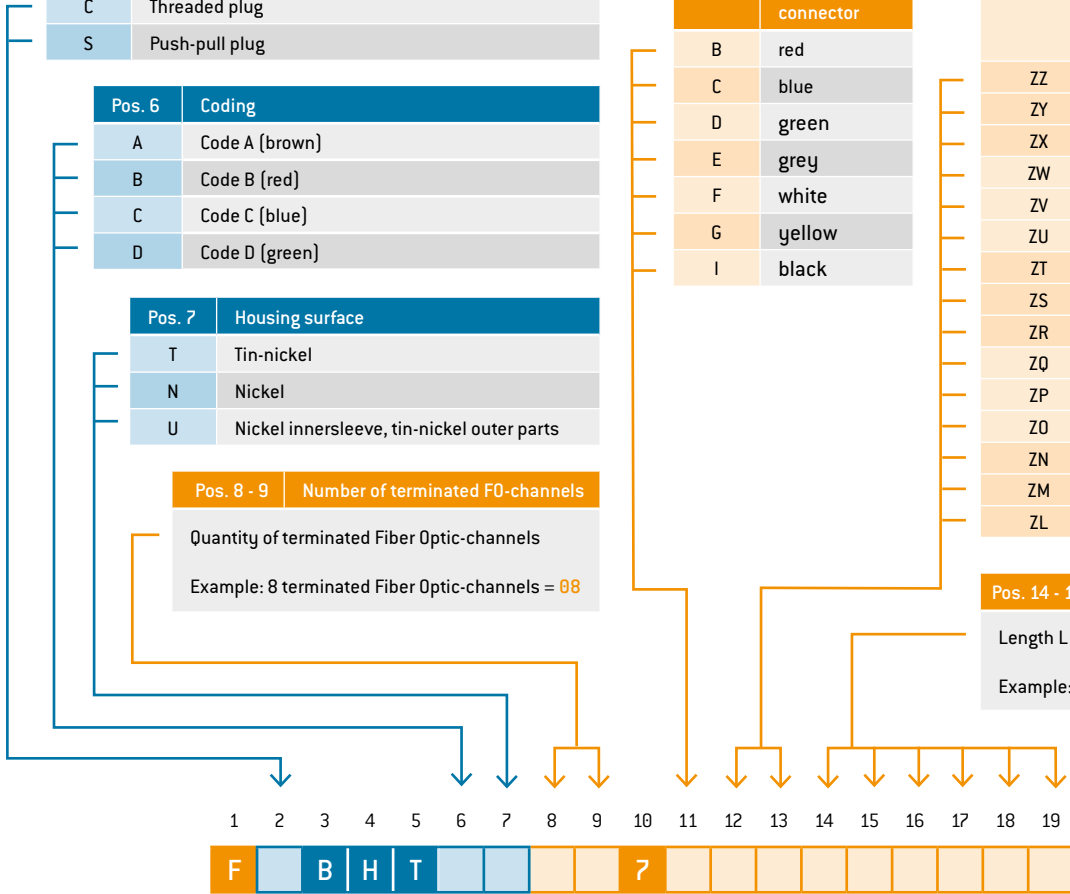 C Threaded plug
S Push-pull plug
Pos. 6 Coding
A Code A (brown)
B Code B (red)
C Code C (blue)
D Code D (green)
Pos. 7 Housing surface
T Tin-nickel
N Nickel
U Nickel innersleeve, tin-nickel outer parts
Pos. 8 - 9 Number of terminated FO-channels
Quantity of terminated Fiber Optic-channels
Example: 8 terminated Fiber Optic-channels = 08
connector
B red
C blue
D green
E grey
F white
G yellow
I black
ZZ
ZY
ZX
ZW
ZV
ZU
ZT
ZS
ZR
ZQ
ZP
ZO
ZN
ZM
ZL
Pos. 14 - 1
Length L
Example:
1 2 3 4 5 6 7 8 9 10 11 12 13 14 15 16 17 18 19
F B H T 7